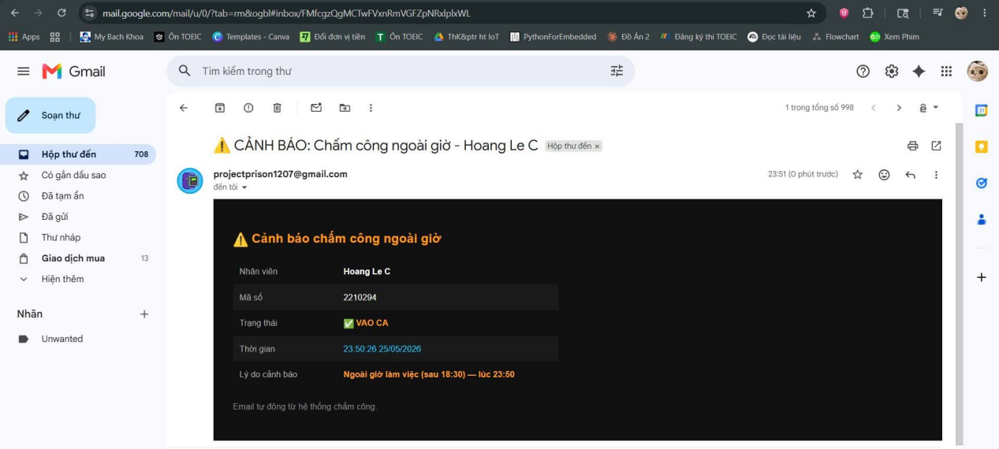 mail.google.com/mail/u/0/?tab=rm&ogbl#inbox/FMfcgzQgMCTwFVxnRmVGFZpNRxlplxWL
Apps My Bach Khoa Ôn TOEIC Templates - Canva Đổi đơn vị tiền Ôn TOEIC ThK&ptr ht IoT PythonForEmbedded Đồ Án 2 Đăng ký thi TOEIC Đọc tài liệu Flowchart Xem Phim
Gmail
Tìm kiếm trong thư
Soạn thư
1 trong tổng số 998
Hộp thư đến 708
Có gắn dấu sao
Đã tạm ẩn
Đã gửi
Thư nháp
Giao dịch mua 13
Hiện thêm
Nhãn
Unwanted
⚠️ CẢNH BÁO: Chấm công ngoài giờ - Hoang Le C Hộp thư đến ×
projectprison1207@gmail.com 23:51 (0 phút trước)
đến tôi
⚠️ Cảnh báo chấm công ngoài giờ
Nhân viên Hoang Le C
Mã số 2210294
Trạng thái ✅ VAO CA
Thời gian 23:50:26 25/05/2026
Lý do cảnh báo Ngoài giờ làm việc (sau 18:30) — lúc 23:50
Email tự động từ hệ thống chấm công.